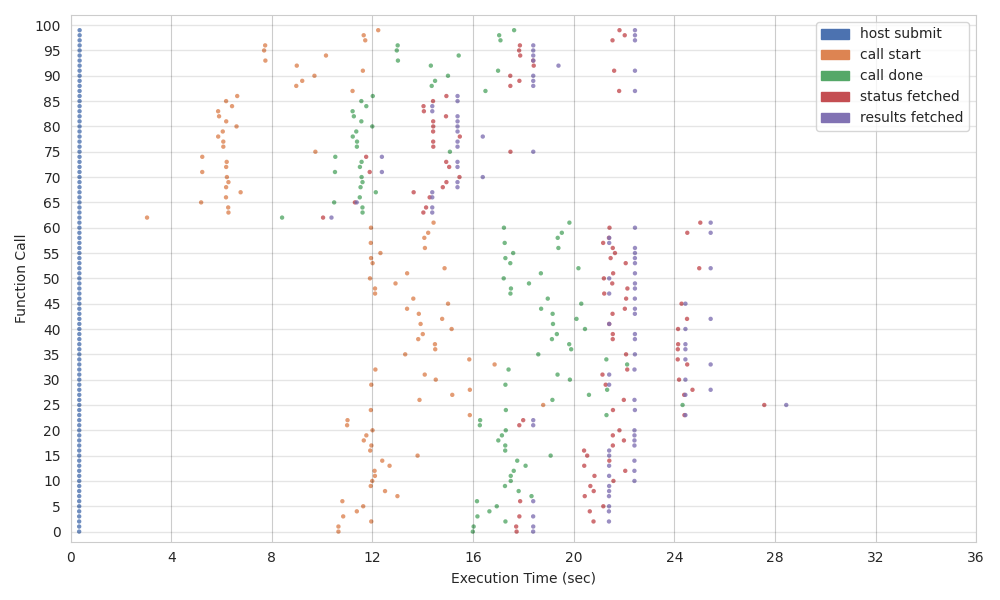 100
95
90
85
80
75
70
65
60
55
50
45
40
35
30
25
20
15
10
5
0
Function Call
host submit
call start
call done
status fetched
results fetched
0 4 8 12 16 20 24 28 32 36
Execution Time (sec)